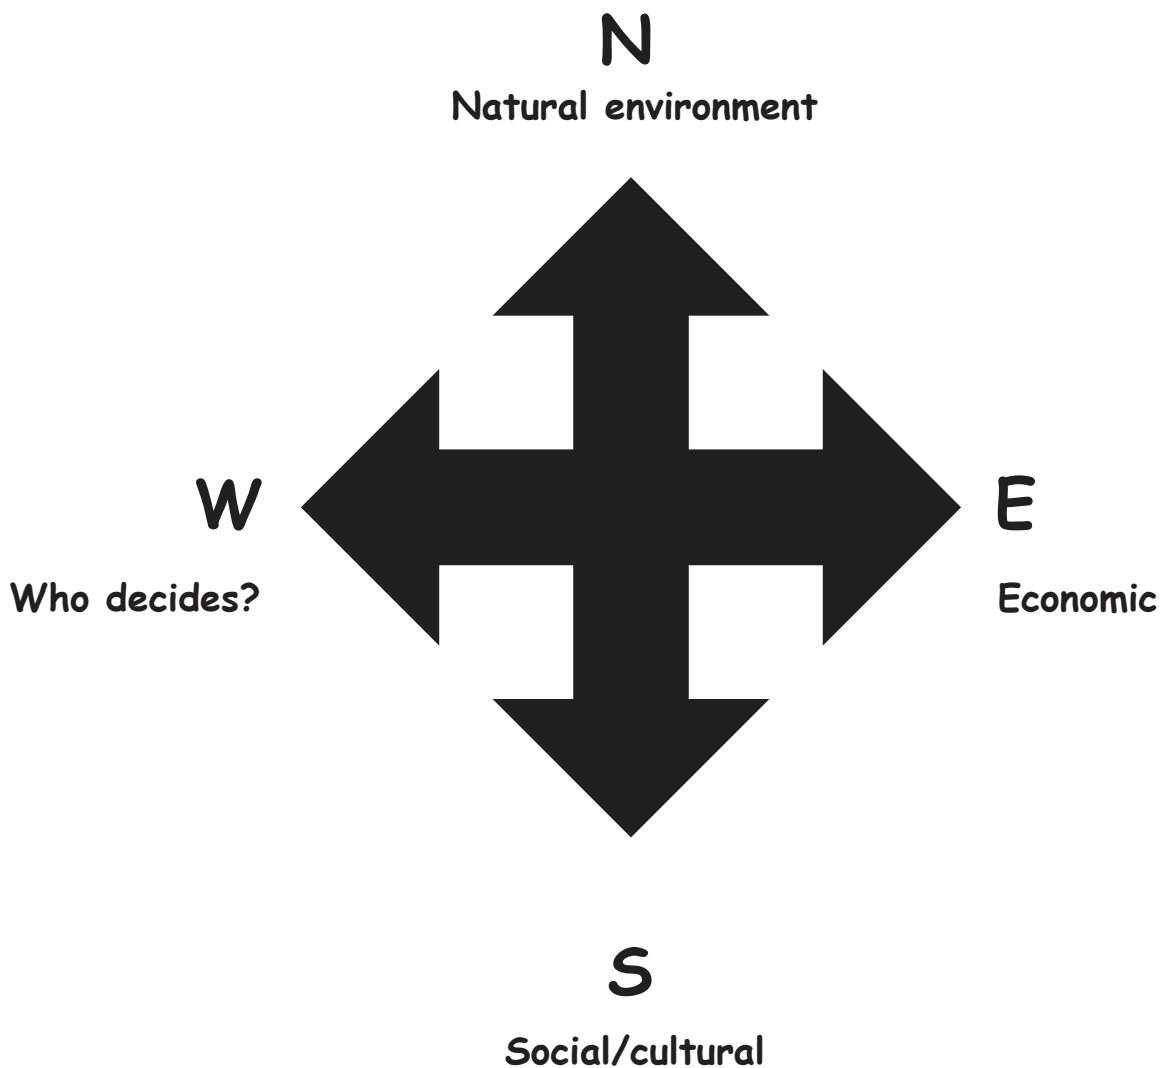 N
Natural environment
W
E
Who decides?
Economic
S
Social/cultural